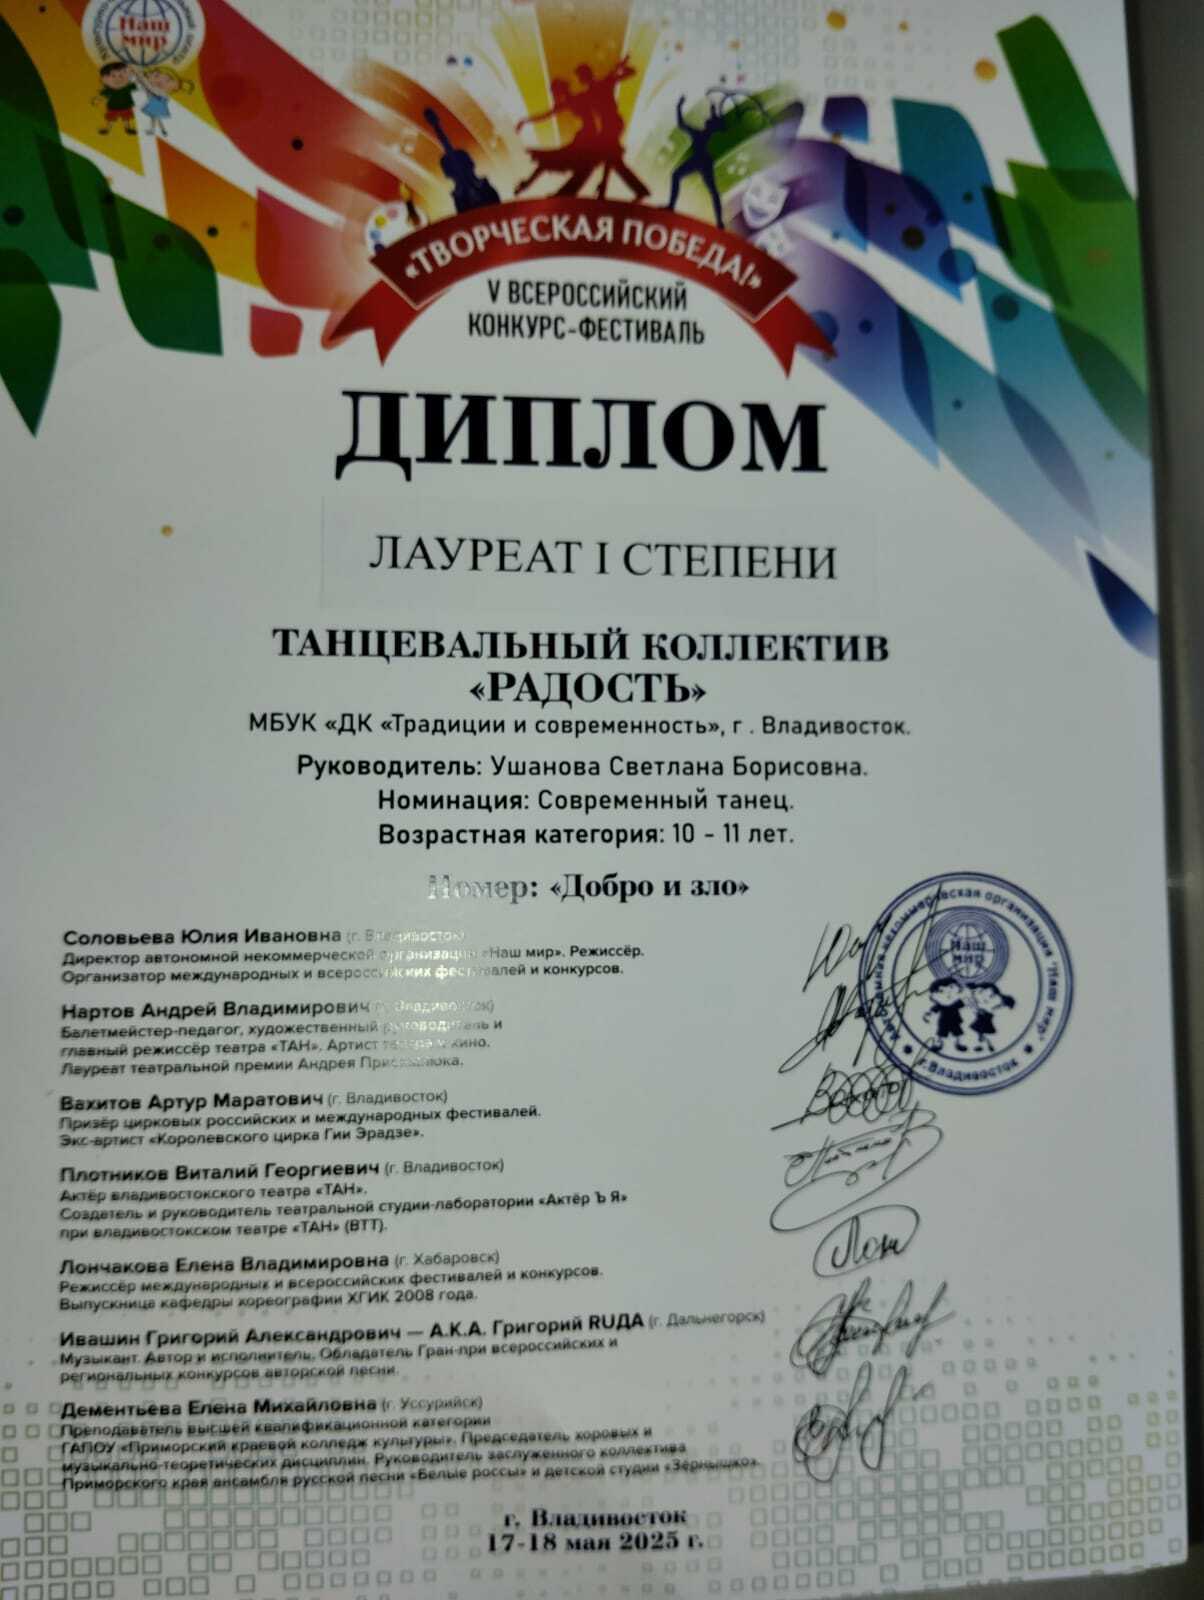 Наш
мир
«ТВОРЧЕСКАЯ ПОБЕДА!»
V ВСЕРОССИЙСКИЙ
КОНКУРС-ФЕСТИВАЛЬ
ДИПЛОМ
ЛАУРЕАТ I СТЕПЕНИ
ТАНЦЕВАЛЬНЫЙ КОЛЛЕКТИВ
«РАДОСТЬ»
МБУК «ДК «Традиции и современность», г . Владивосток.
Руководитель: Ушанова Светлана Борисовна.
Номинация: Современный танец.
Возрастная категория: 10 - 11 лет.
Номер: «Добро и зло»
Соловьева Юлия Ивановна (г. Владивосток)
Директор автономной некоммерческой организации «Наш мир». Режиссёр.
Организатор международных и всероссийских фестивалей и конкурсов.
Нартов Андрей Владимирович (г. Владивосток)
Балетмейстер-педагог, художественный руководитель и
главный режиссёр театра «ТАН». Артист театра и кино.
Лауреат театральной премии Андрея Присяжнюка.
Вахитов Артур Маратович (г. Владивосток)
Призёр цирковых российских и международных фестивалей.
Экс-артист «Королевского цирка Гии Эрадзе».
Плотников Виталий Георгиевич (г. Владивосток)
Актёр владивостокского театра «ТАН».
Создатель и руководитель театральной студии-лаборатории «Актёр Ъ Я»
при владивостокском театре «ТАН» (ВТТ).
Лончакова Елена Владимировна (г. Хабаровск)
Режиссёр международных и всероссийских фестивалей и конкурсов.
Выпускница кафедры хореографии ХГИК 2008 года.
Ивашин Григорий Александрович — A.K.A. Григорий RUДА (г. Дальнегорск)
Музыкант. Автор и исполнитель. Обладатель Гран-при всероссийских и
региональных конкурсов авторской песни.
Дементьева Елена Михайловна (г. Уссурийск)
Преподаватель высшей квалификационной категории
ГАПОУ «Приморский краевой колледж культуры». Председатель хоровых и
музыкально-теоретических дисциплин. Руководитель заслуженного коллектива
Приморского края ансамбля русской песни «Белые россы» и детской студии «Зёрнышко».
Автономная некоммерческая организация "Наш мир"
Наш
мир
г. Владивосток
г. Владивосток
17-18 мая 2025 г.